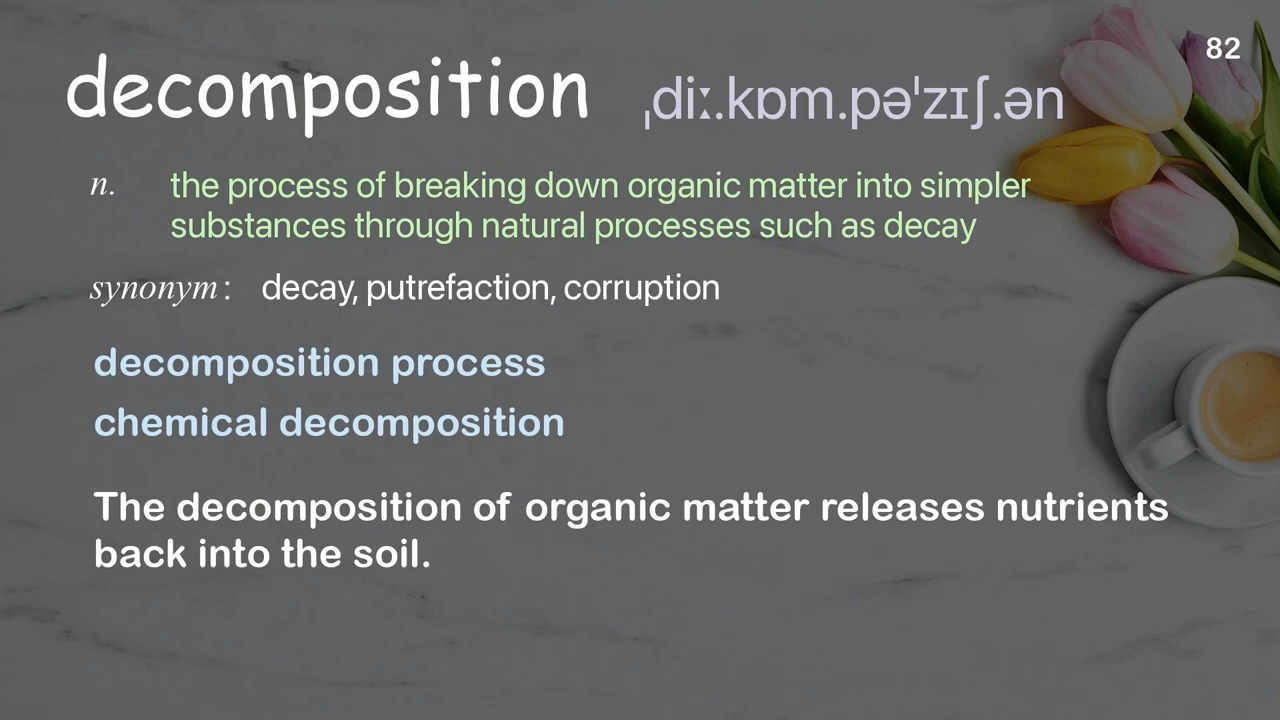 82
decomposition ˌdiː.kɒm.pəˈzɪʃ.ən
n. the process of breaking down organic matter into simpler
substances through natural processes such as decay
synonym: decay, putrefaction, corruption
decomposition process
chemical decomposition
The decomposition of organic matter releases nutrients
back into the soil.